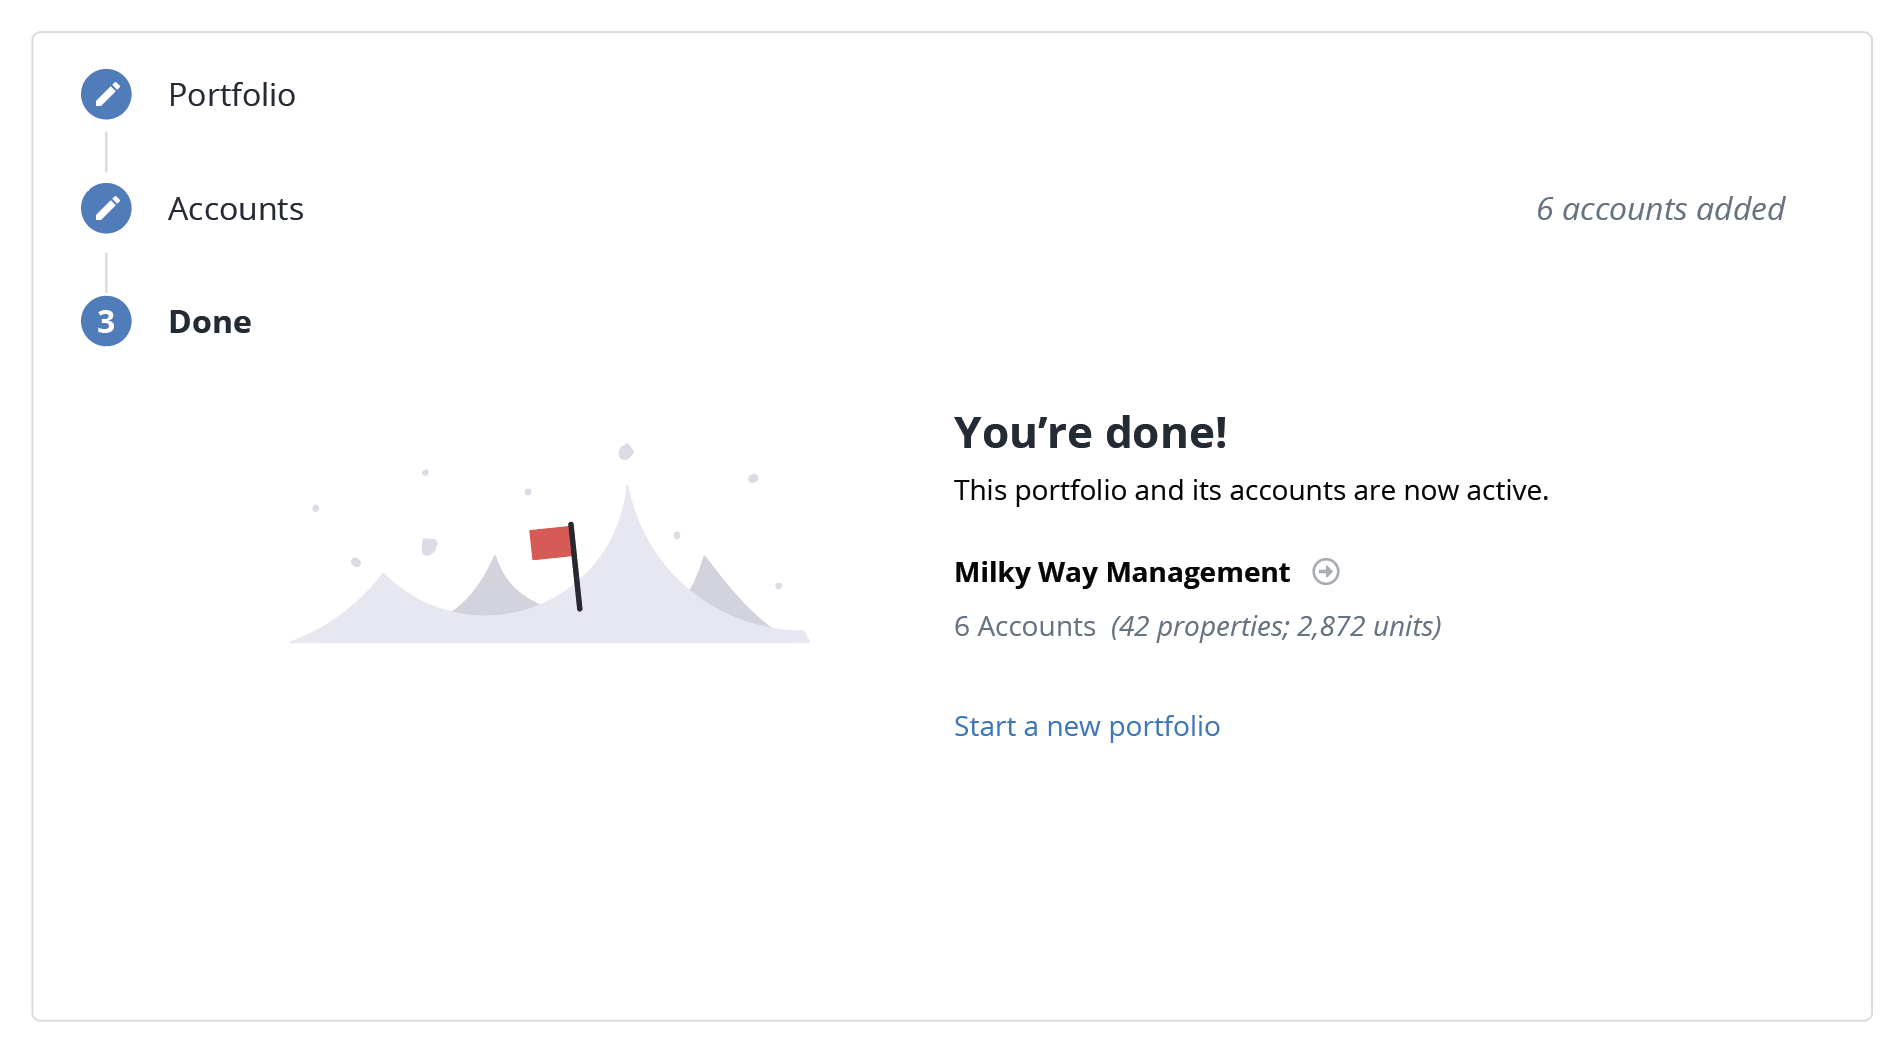 Portfolio
Accounts
6 accounts added
3
Done
You’re done!
This portfolio and its accounts are now active.
Milky Way Management
6 Accounts (42 properties; 2,872 units)
Start a new portfolio